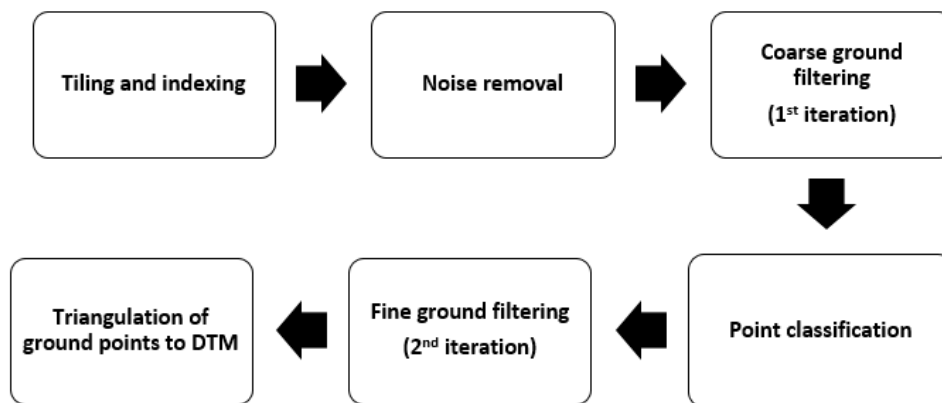 Tiling and indexing
Noise removal
Coarse ground
filtering
(1st iteration)
Point classification
Fine ground filtering
(2nd iteration)
Triangulation of
ground points to DTM